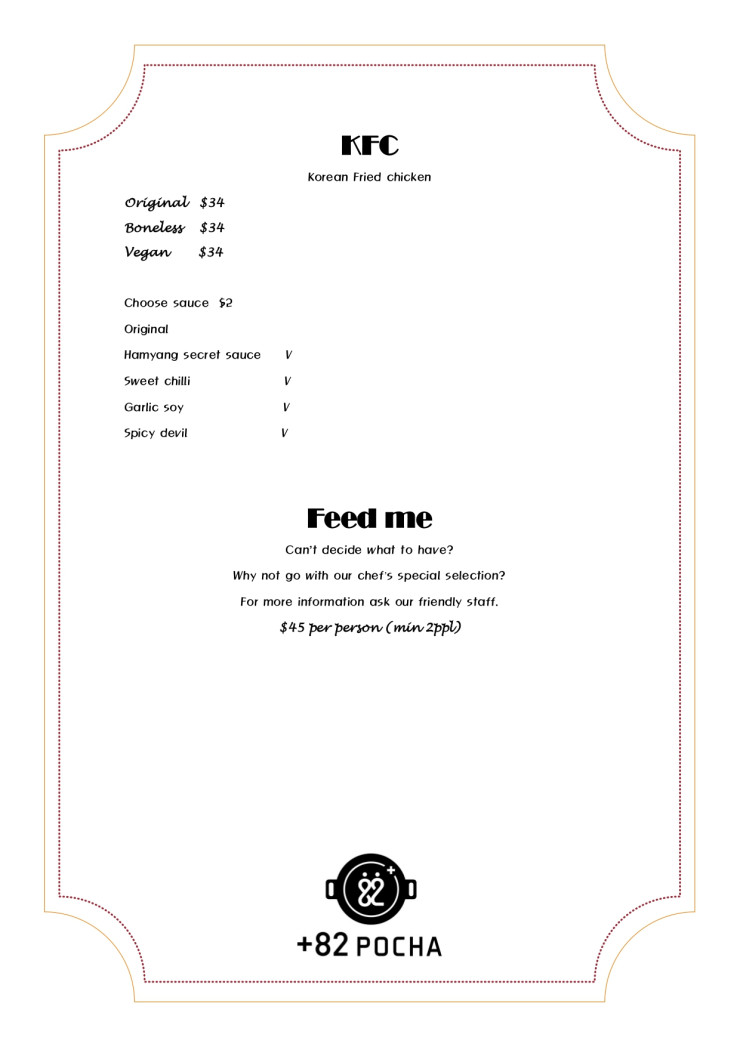 KFC
Korean Fried chicken
Original $34
Boneless $34
Vegan $34
Choose sauce $2
Original
Hamyang secret sauce V
Sweet chilli V
Garlic soy V
Spicy devil V
Feed me
Can't decide what to have?
Why not go with our chef's special selection?
For more information ask our friendly staff.
$45 per person (min 2ppl)
82
+82 POCHA